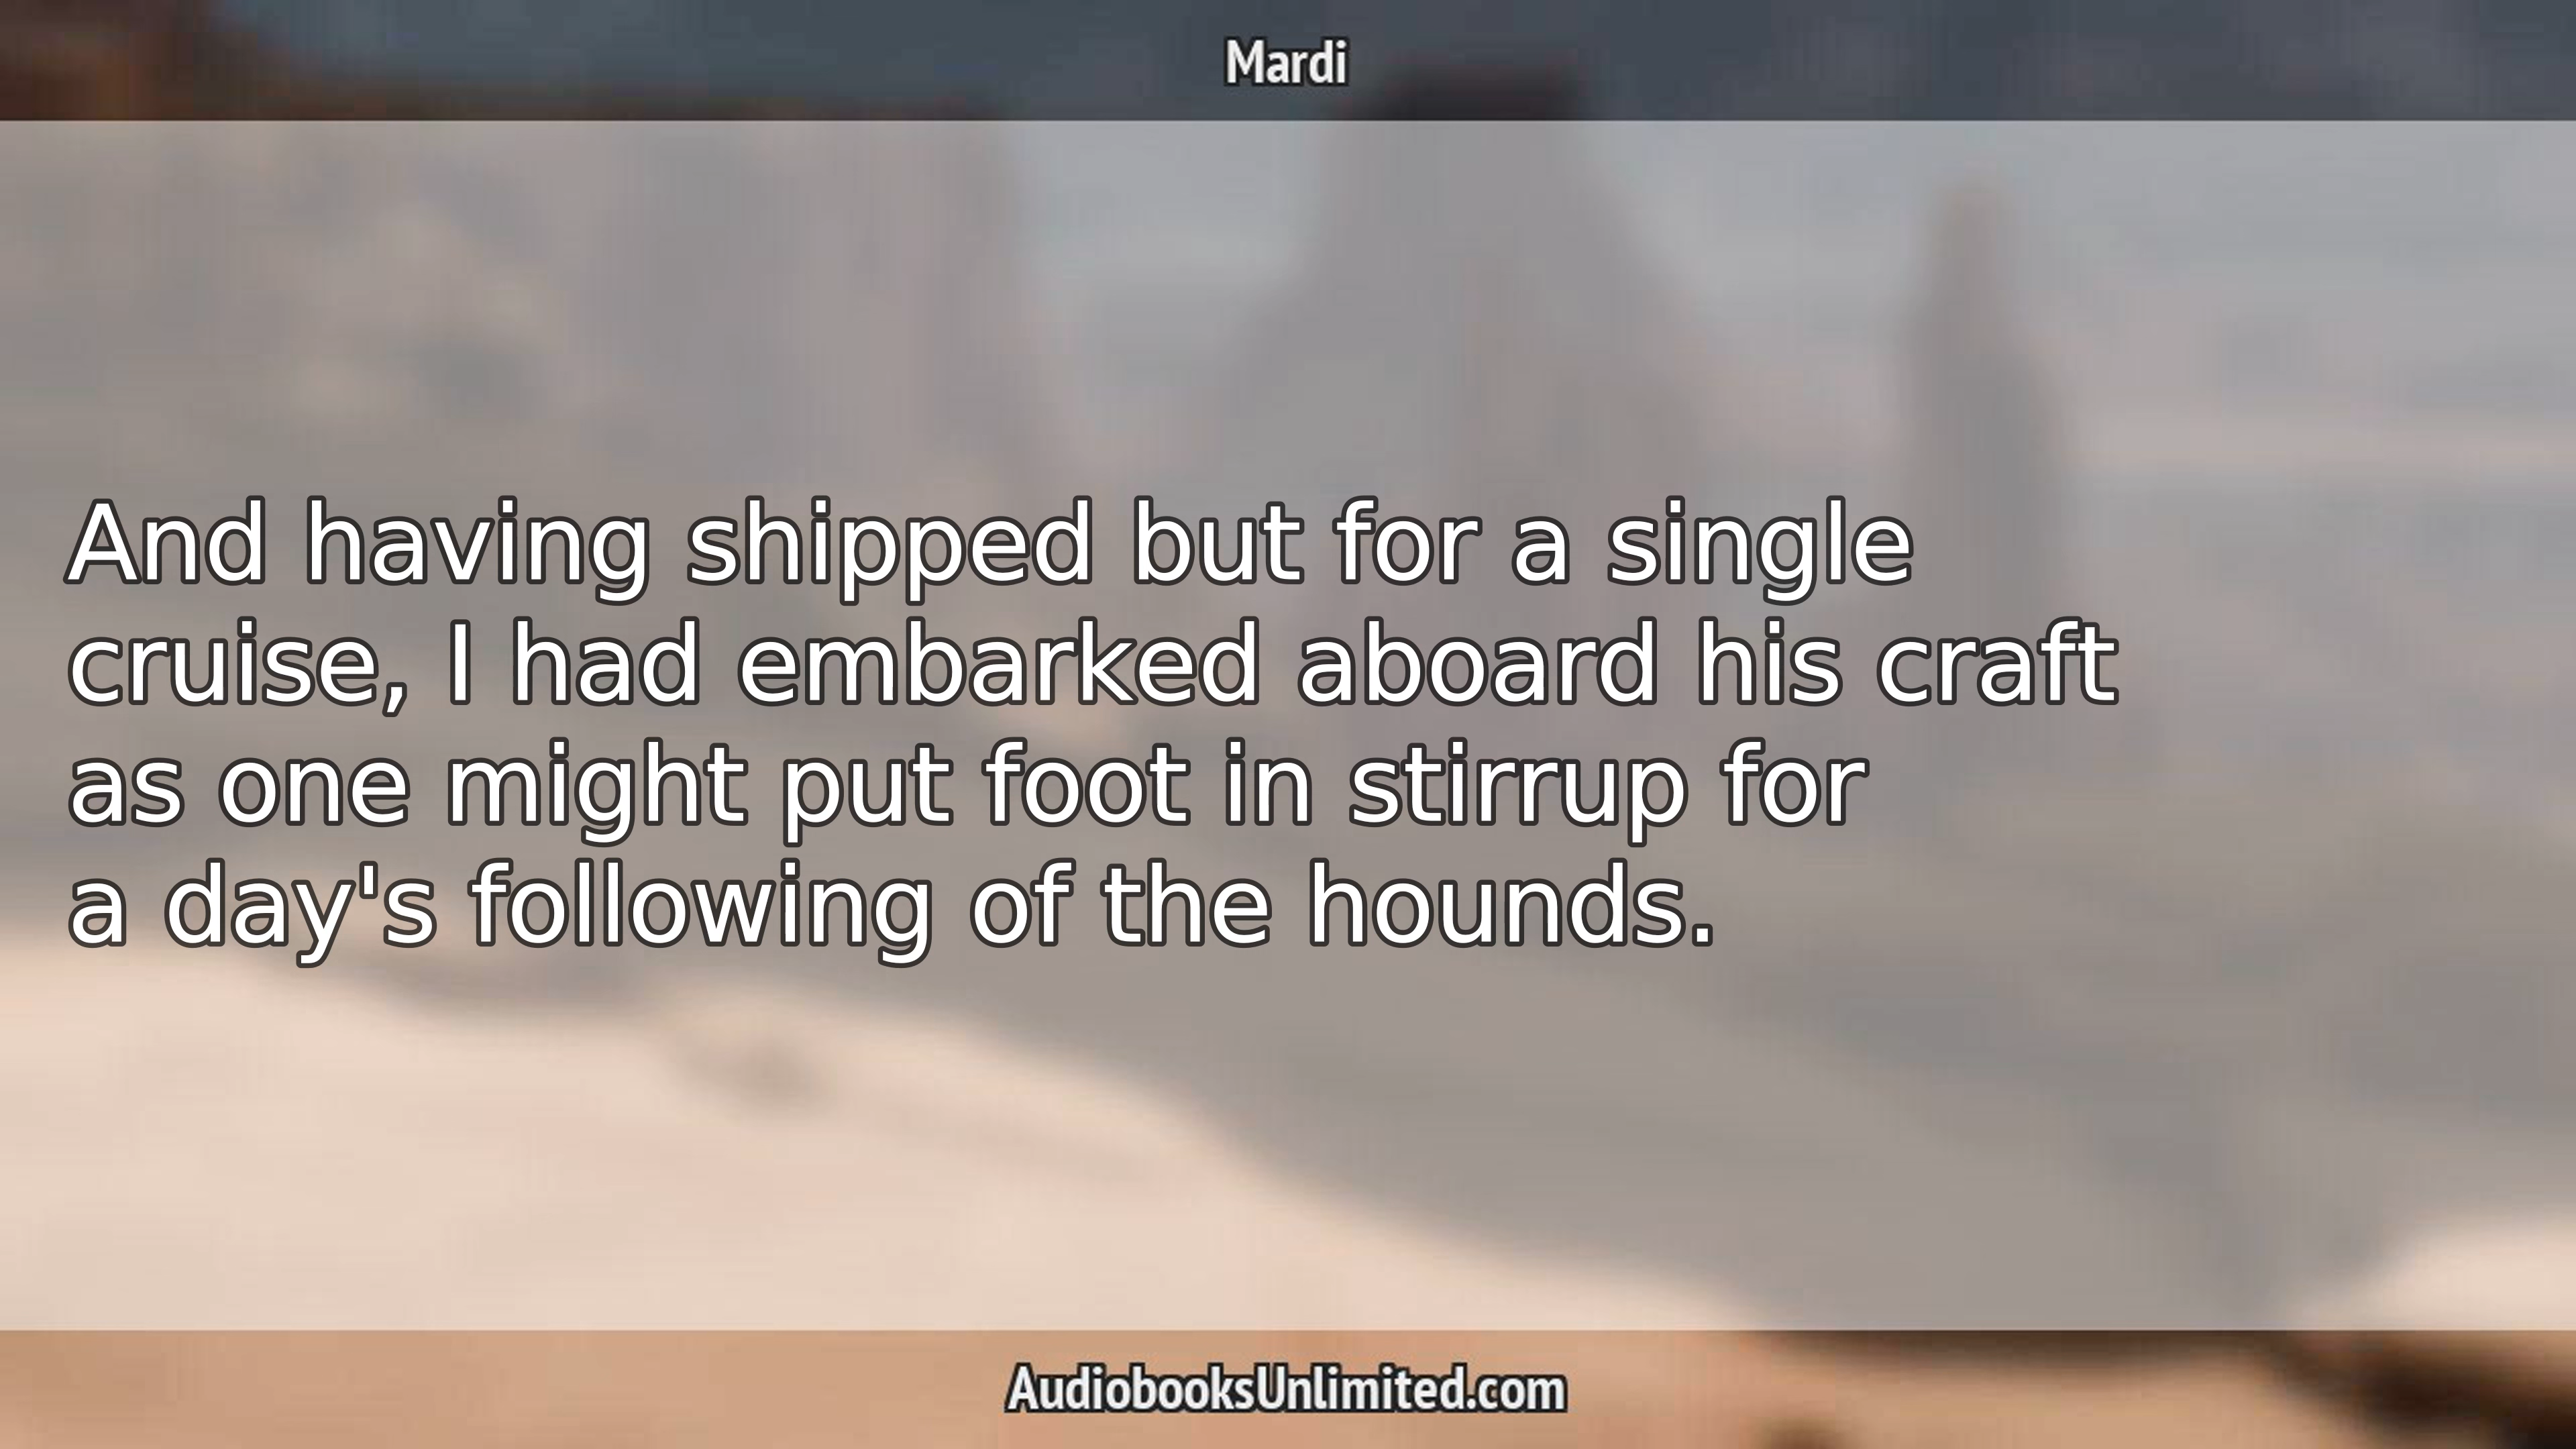 Mardi
And having shipped but for a single
cruise, I had embarked aboard his craft
as one might put foot in stirrup for
a day's following of the hounds.
AudiobooksUnlimited.com